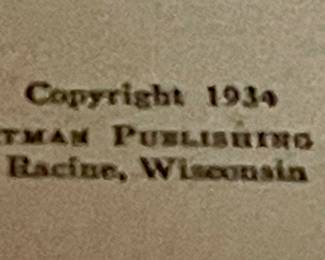 Copyright 1934
TMAN PUBLISHING
Racine, Wisconsin